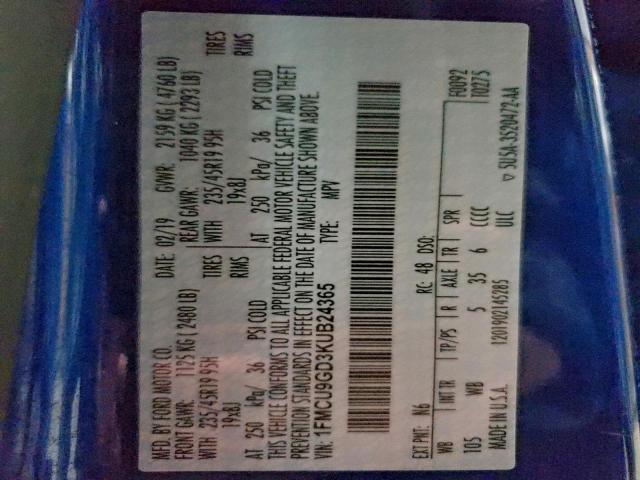 MFD. BY FORD MOTOR CO. DATE: 02/19 GVWR: 2159 KG ( 4760 LB)
FRONT GAWR: 1125 KG ( 2480 LB) REAR GAWR: 1040 KG ( 2293 LB)
WITH 235/45R19 95H TIRES WITH 235/45R19 95H TIRES
19x8J RIMS 19x8J RIMS
AT 250 kPa/ 36 PSI COLD AT 250 kPa/ 36 PSI COLD
THIS VEHICLE CONFORMS TO ALL APPLICABLE FEDERAL MOTOR VEHICLE SAFETY AND THEFT
PREVENTION STANDARDS IN EFFECT ON THE DATE OF MANUFACTURE SHOWN ABOVE.
VIN: 1FMCU9GD3KUB24365 TYPE: MPV
EXT PNT: N6 RC: 48 DSO: F0092
WB INT TR TP/PS R AXLE TR SPR T0275
105 WB 5 35 6 CCCC
MADE IN U.S.A. 1201902145285 ULC ▽ 5USA-3520472-AA